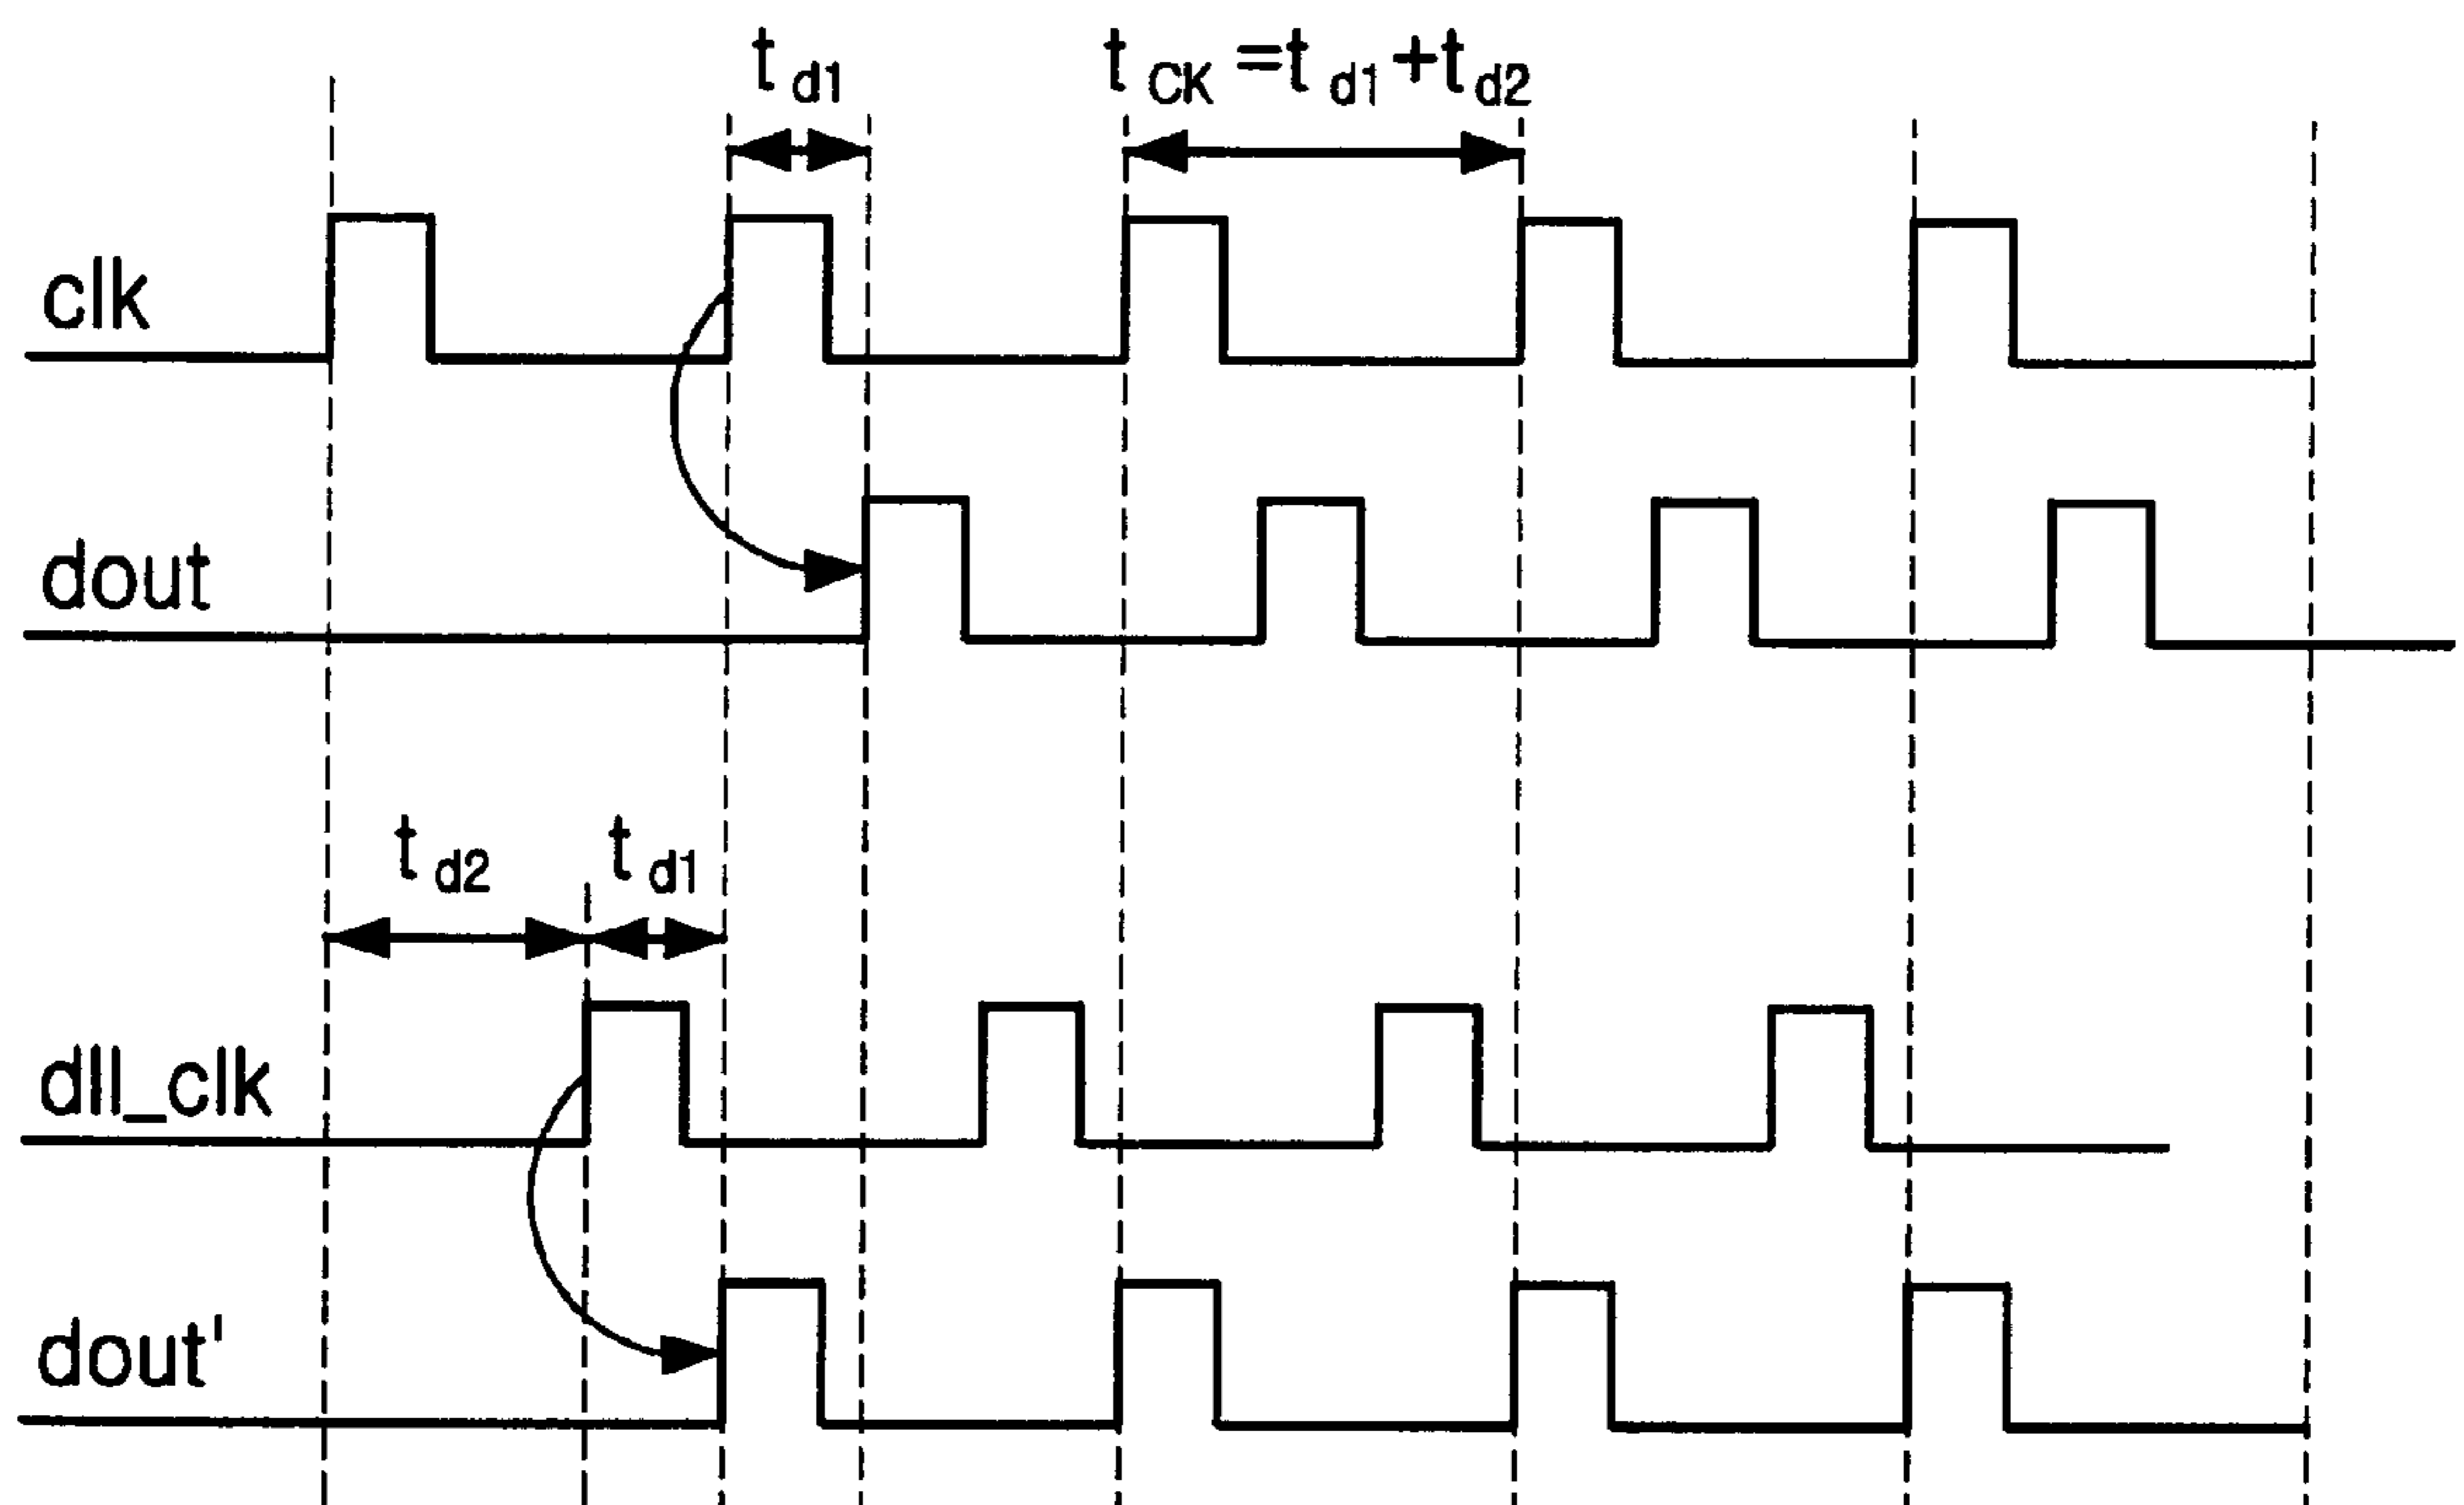 t d1
t CK =t d1 +t d2
clk
dout
t d2
t d1
dll_clk
dout'